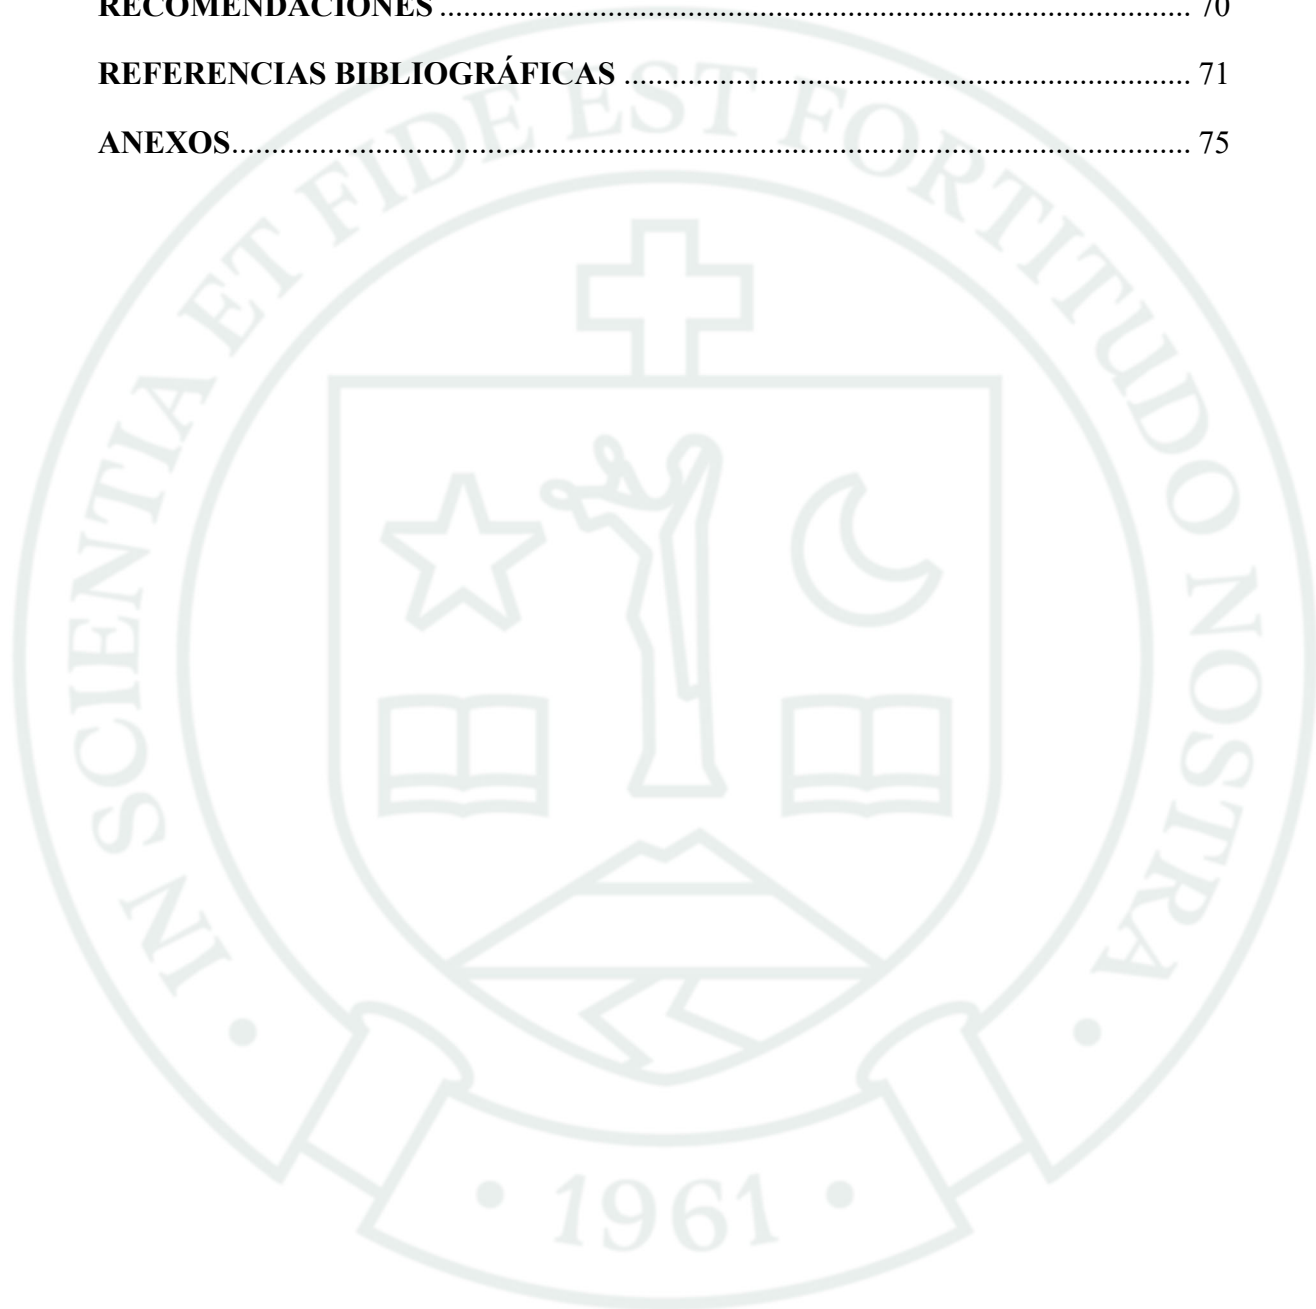 RECOMENDACIONES ........................................ 70
REFERENCIAS BIBLIOGRÁFICAS ........................................ 71
ANEXOS ........................................ 75
• IN SCIENTIA ET FIDE EST FORTITUDO NOSTRA •
• 1961 •